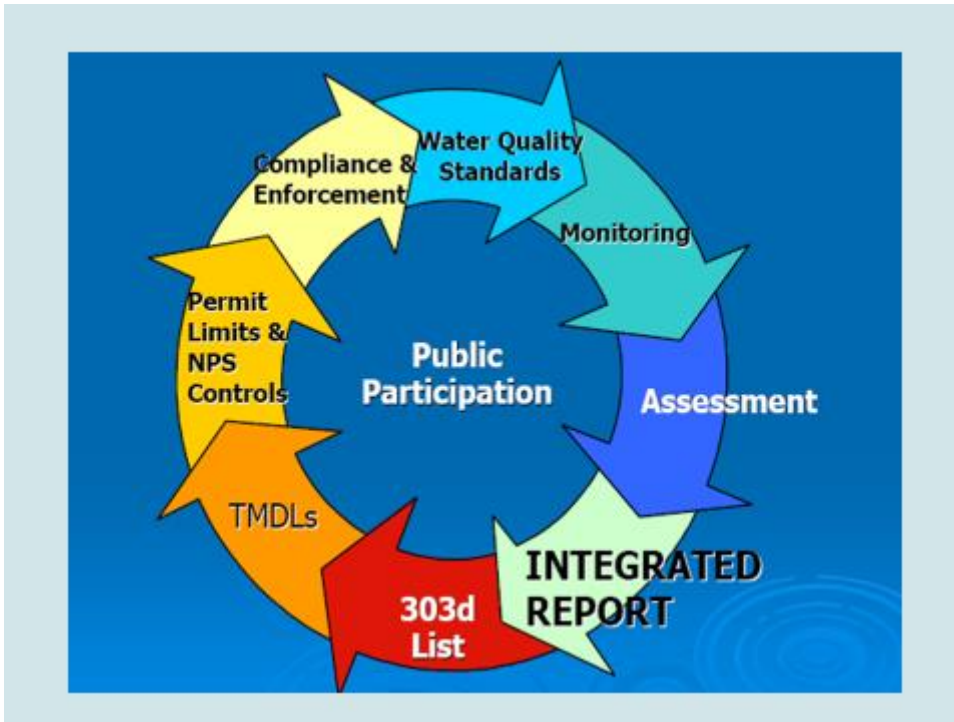 Water Quality
Standards
Monitoring
Assessment
INTEGRATED
REPORT
303d
List
TMDLs
Permit
Limits &
NPS
Controls
Compliance &
Enforcement
Public
Participation